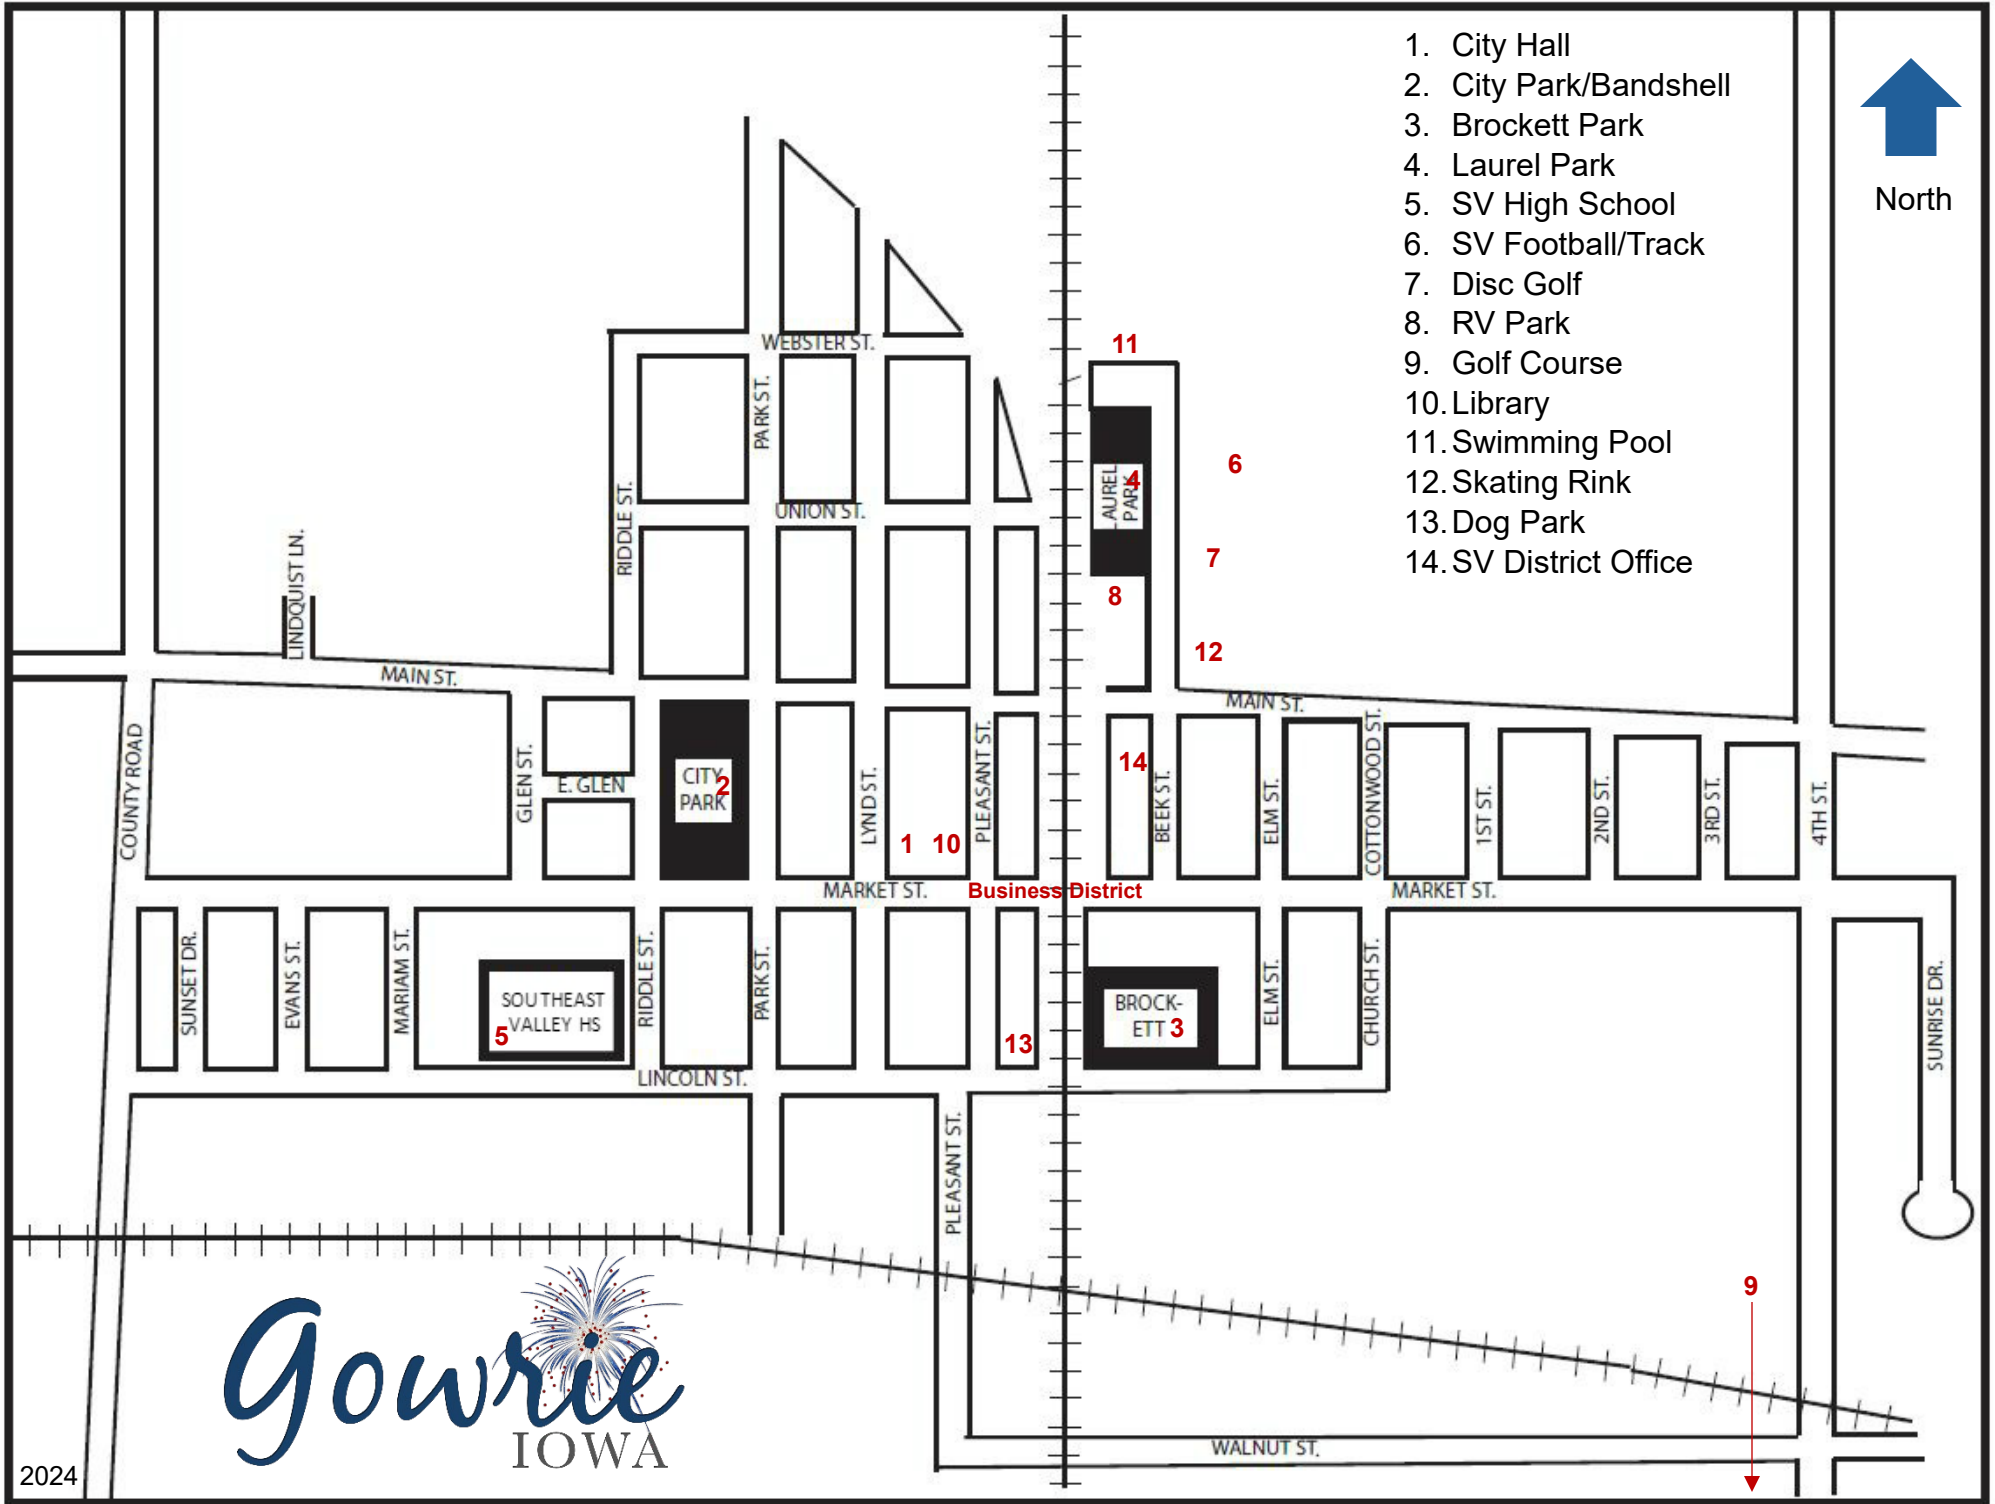 1. City Hall
2. City Park/Bandshell
3. Brockett Park
4. Laurel Park
5. SV High School
6. SV Football/Track
7. Disc Golf
8. RV Park
9. Golf Course
10. Library
11. Swimming Pool
12. Skating Rink
13. Dog Park
14. SV District Office
North
WEBSTER ST.
11
PARK ST.
6
LAUREL
PARK
4
RIDDLE ST.
UNION ST.
7
8
LINDQUIST LN.
12
MAIN ST.
MAIN ST.
COUNTY ROAD
GLEN ST.
E. GLEN
CITY
PARK
2
LYND ST.
1
10
PLEASANT ST.
14
BEEK ST.
ELM ST.
COTTONWOOD ST.
1ST ST.
2ND ST.
3RD ST.
4TH ST.
MARKET ST.
Business District
MARKET ST.
SUNSET DR.
EVANS ST.
MARIAM ST.
SOUTHEAST
VALLEY HS
5
RIDDLE ST.
PARK ST.
13
BROCK-
ETT
3
ELM ST.
CHURCH ST.
SUNRISE DR.
LINCOLN ST.
PLEASANT ST.
9
gowrie
IOWA
WALNUT ST.
2024